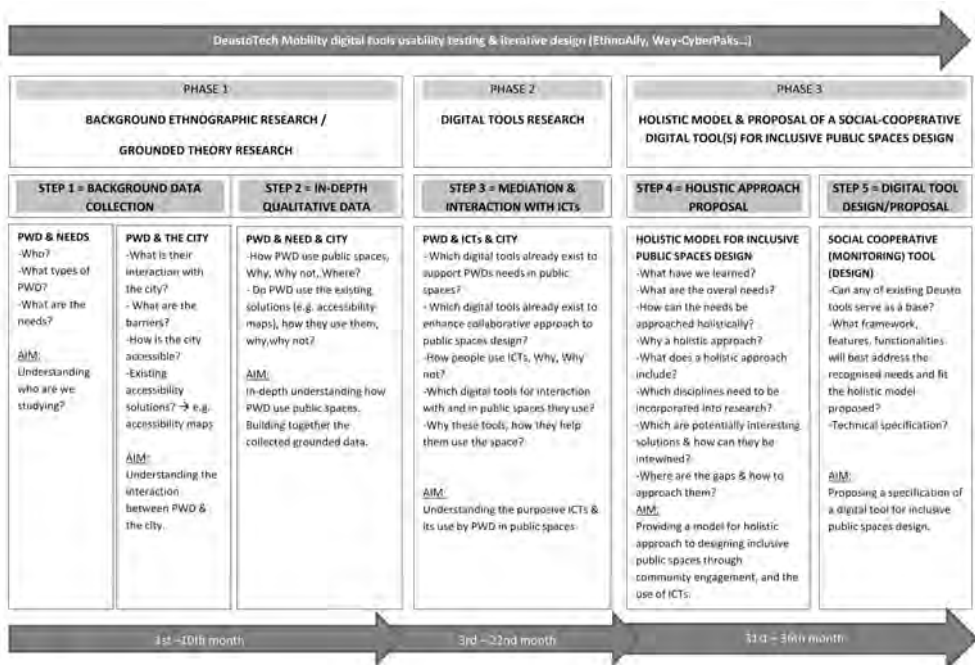 DeustoTech Mobility digital tools usability testing & iterative design (EthnoAlly, Way-CyberPaks...)
PHASE 1
BACKGROUND ETHNOGRAPHIC RESEARCH /
GROUNDED THEORY RESEARCH
PHASE 2
DIGITAL TOOLS RESEARCH
PHASE 3
HOLISTIC MODEL & PROPOSAL OF A SOCIAL-COOPERATIVE
DIGITAL TOOL(S) FOR INCLUSIVE PUBLIC SPACES DESIGN
STEP 1 = BACKGROUND DATA
COLLECTION
STEP 2 = IN-DEPTH
QUALITATIVE DATA
STEP 3 = MEDIATION &
INTERACTION WITH ICTs
STEP 4 = HOLISTIC APPROACH
PROPOSAL
STEP 5 = DIGITAL TOOL
DESIGN/PROPOSAL
PWD & NEEDS
-Who?
-What types of
PWD?
-What are the
needs?
AIM:
Understanding
who are we
studying?
PWD & THE CITY
-What is their
interaction with
the city?
- What are the
barriers?
-How is the city
accessible?
-Existing
accessibility
solutions? → e.g.
accessibility maps
AIM:
Understanding the
interaction
between PWD &
the city.
PWD & NEED & CITY
-How PWD use public spaces,
Why, Why not, Where?
- Do PWD use the existing
solutions (e.g. accessibility
maps), how they use them,
why,why not?
AIM:
In-depth understanding how
PWD use public spaces.
Building together the
collected grounded data.
PWD & ICTs & CITY
- Which digital tools already exist to
support PWDs needs in public
spaces?
- Which digital tools already exist to
enhance collaborative approach to
public spaces design?
-How people use ICTs, Why, Why
not?
-Which digital tools for interaction
with and in public spaces they use?
- Why these tools, how they help
them use the space?
AIM:
Understanding the purposive ICTs &
its use by PWD in public spaces
HOLISTIC MODEL FOR INCLUSIVE
PUBLIC SPACES DESIGN
-What have we learned?
-What are the overal needs?
-How can the needs be
approached holistically?
-Why a holistic approach?
-What does a holistic approach
include?
-Which disciplines need to be
incorporated into research?
-Which are potentially interesting
solutions & how can they be
intewined?
-Where are the gaps & how to
approach them?
AIM:
Providing a model for holistic
approach to designing inclusive
public spaces through
community engagement, and the
use of ICTs.
SOCIAL COOPERATIVE
(MONITORING) TOOL
(DESIGN)
-Can any of existing Deusto
tools serve as a base?
-What framework,
features, functionalities
will best address the
recognised needs and fit
the holistic model
proposed?
-Technical specification?
AIM:
Proposing a specification of
a digital tool for inclusive
public spaces design.
1st –10th month
3rd – 22nd month
31st – 36th month